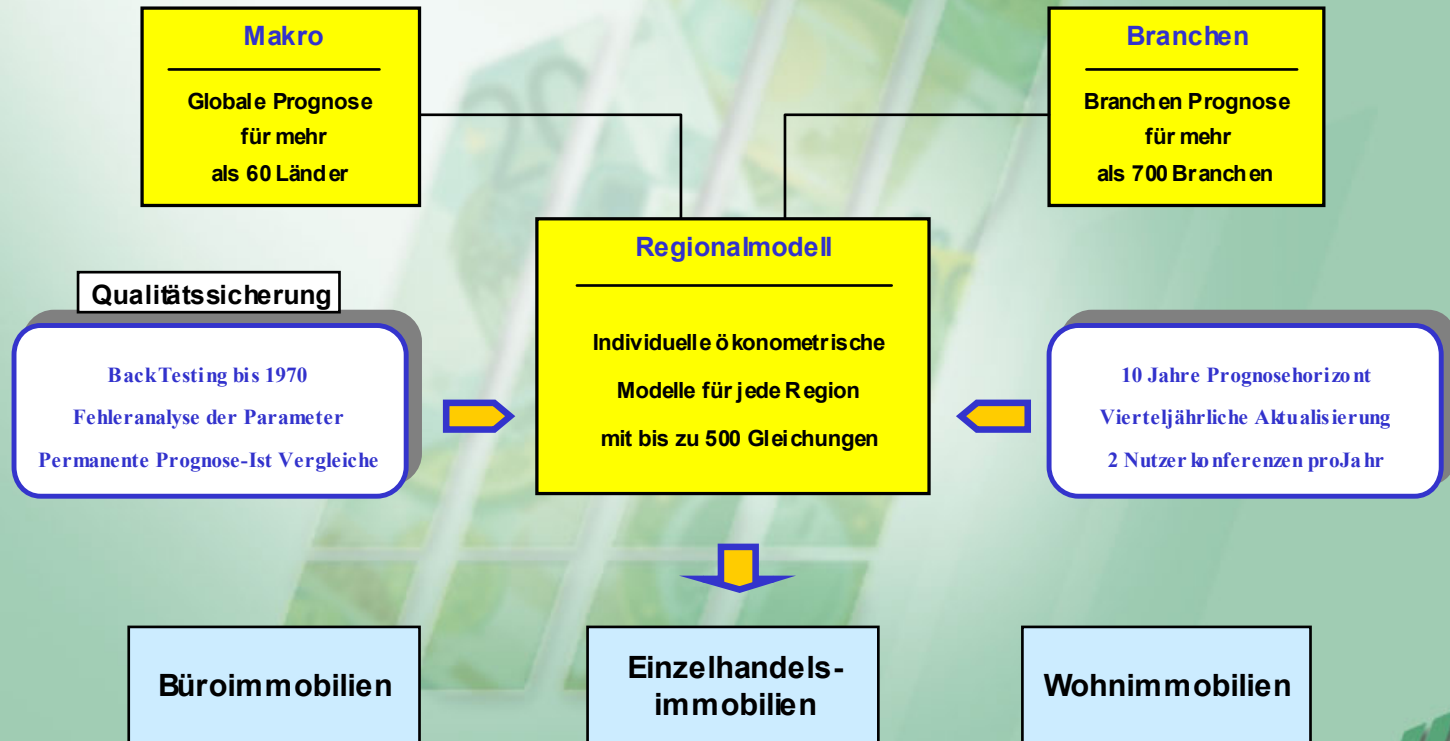 Makro
Globale Prognose
für mehr
als 60 Länder
Branchen
Branchen Prognose
für mehr
als 700 Branchen
Regionalmodell
Individuelle ökonometrische
Modelle für jede Region
mit bis zu 500 Gleichungen
Qualitätssicherung
BackTesting bis 1970
Fehleranalyse der Parameter
Permanente Prognose-Ist Vergleiche
10 Jahre Prognosehorizont
Vierteljährliche Aktualisierung
2 Nutzerkonferenzen proJahr
Büroimmobilien
Einzelhandels-
immobilien
Wohnimmobilien